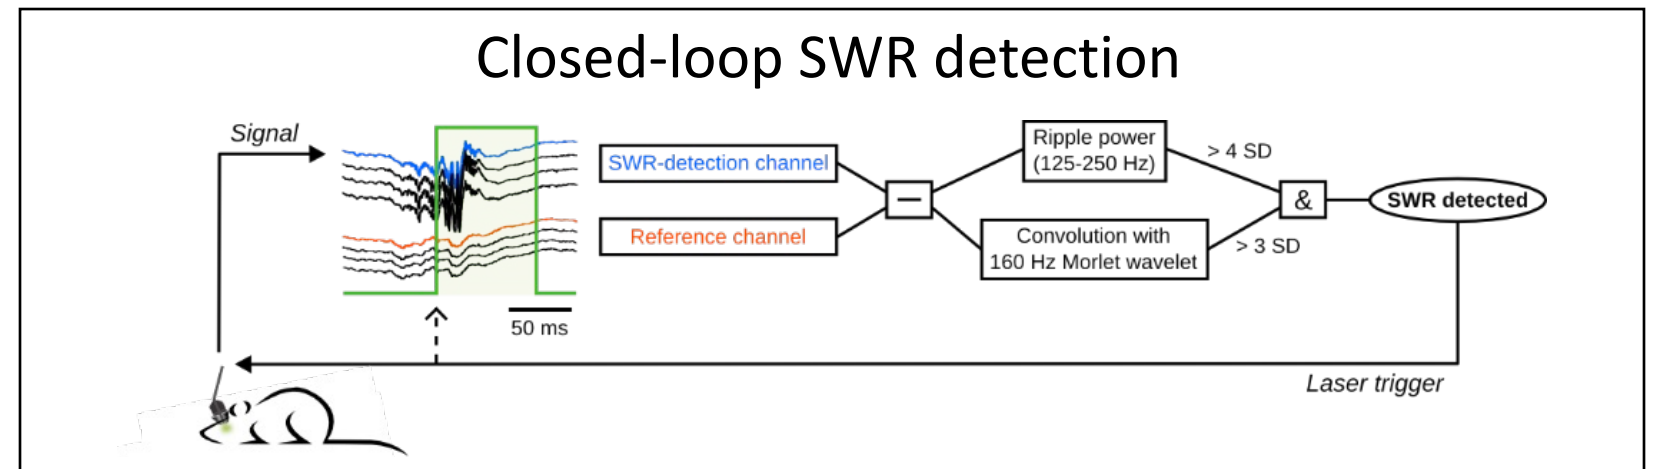 Closed-loop SWR detection
Signal
50 ms
SWR-detection channel
Reference channel
−
Ripple power
(125-250 Hz)
Convolution with
160 Hz Morlet wavelet
> 4 SD
> 3 SD
&
SWR detected
Laser trigger